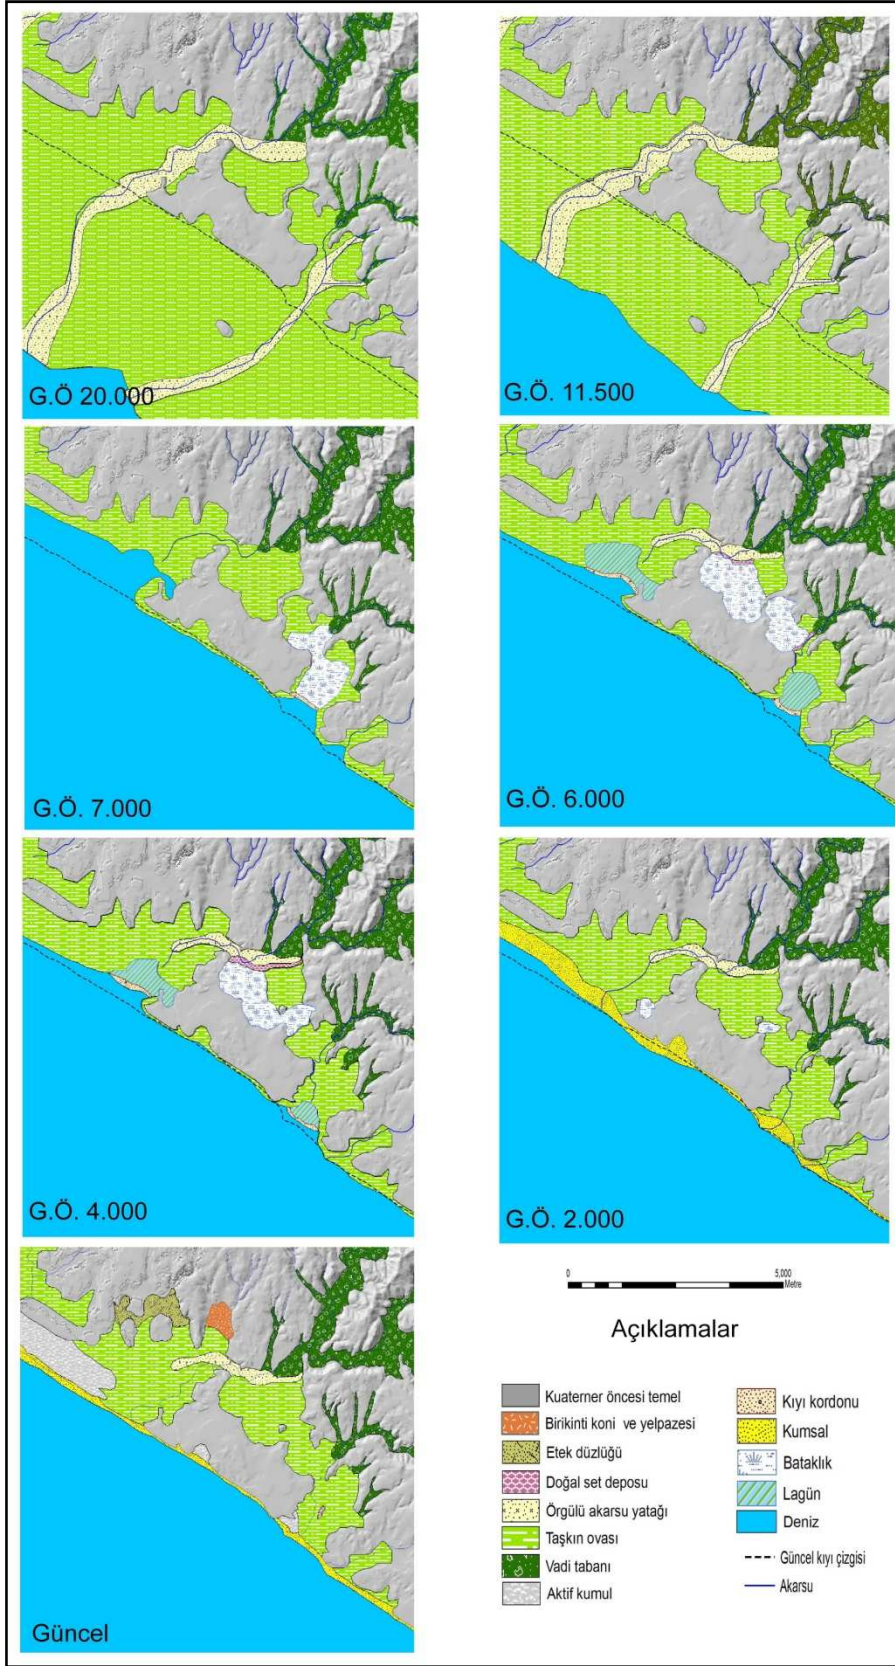 G.Ö 20.000
G.Ö. 11.500
G.Ö. 7.000
G.Ö. 6.000
G.Ö. 4.000
G.Ö. 2.000
Güncel
0 5,000
Metre
Açıklamalar
Kuaterner öncesi temel
Birikinti koni ve yelpazesi
Etek düzlüğü
Doğal set deposu
Örgülü akarsu yatağı
Taşkın ovası
Vadi tabanı
Aktif kumul
Kıyı kordonu
Kumsal
Bataklık
Lagün
Deniz
Güncel kıyı çizgisi
Akarsu